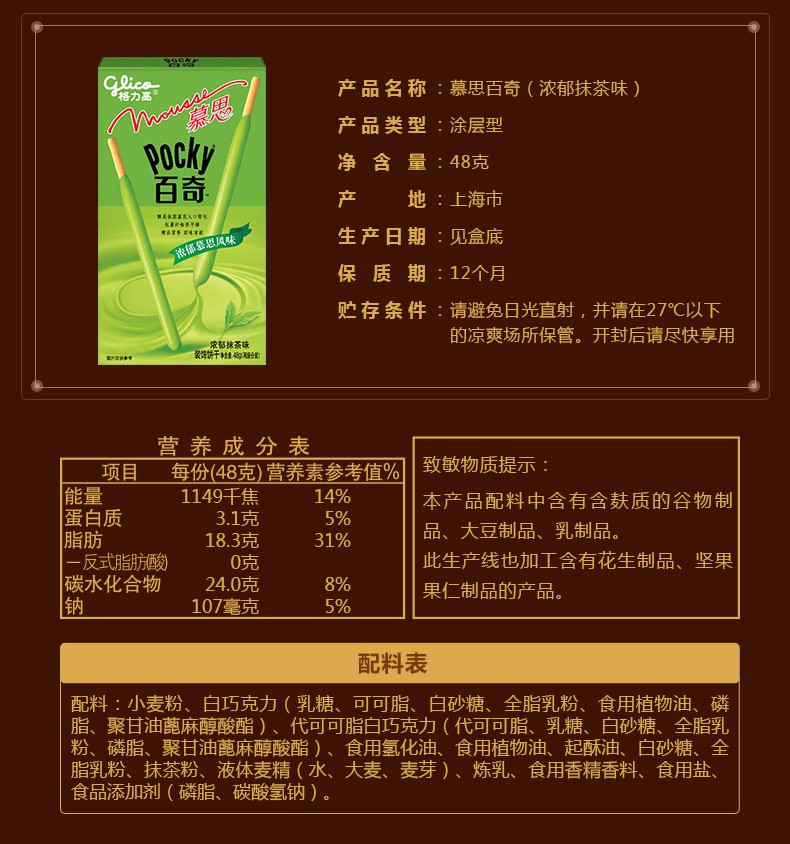 Glico
格力高®
Mousse
慕思
Pocky
百奇
浓郁慕思风味
浓郁抹茶味
装饰饼干
图片仅供参考
产品名称：慕思百奇（浓郁抹茶味）
产品类型：涂层型
净含量：48克
产地：上海市
生产日期：见盒底
保质期：12个月
贮存条件：请避免日光直射，并请在27℃以下
的凉爽场所保管。开封后请尽快享用
营养成分表
项目 每份(48克) 营养素参考值%
能量 1149千焦 14%
蛋白质 3.1克 5%
脂肪 18.3克 31%
－反式脂肪(酸) 0克
碳水化合物 24.0克 8%
钠 107毫克 5%
致敏物质提示：
本产品配料中含有含麸质的谷物制
品、大豆制品、乳制品。
此生产线也加工含有花生制品、坚果
果仁制品的产品。
配料表
配料：小麦粉、白巧克力（乳糖、可可脂、白砂糖、全脂乳粉、食用植物油、磷
脂、聚甘油蓖麻醇酸酯）、代可可脂白巧克力（代可可脂、乳糖、白砂糖、全脂乳
粉、磷脂、聚甘油蓖麻醇酸酯）、食用氢化油、食用植物油、起酥油、白砂糖、全
脂乳粉、抹茶粉、液体麦精（水、大麦、麦芽）、炼乳、食用香精香料、食用盐、
食品添加剂（磷脂、碳酸氢钠）。